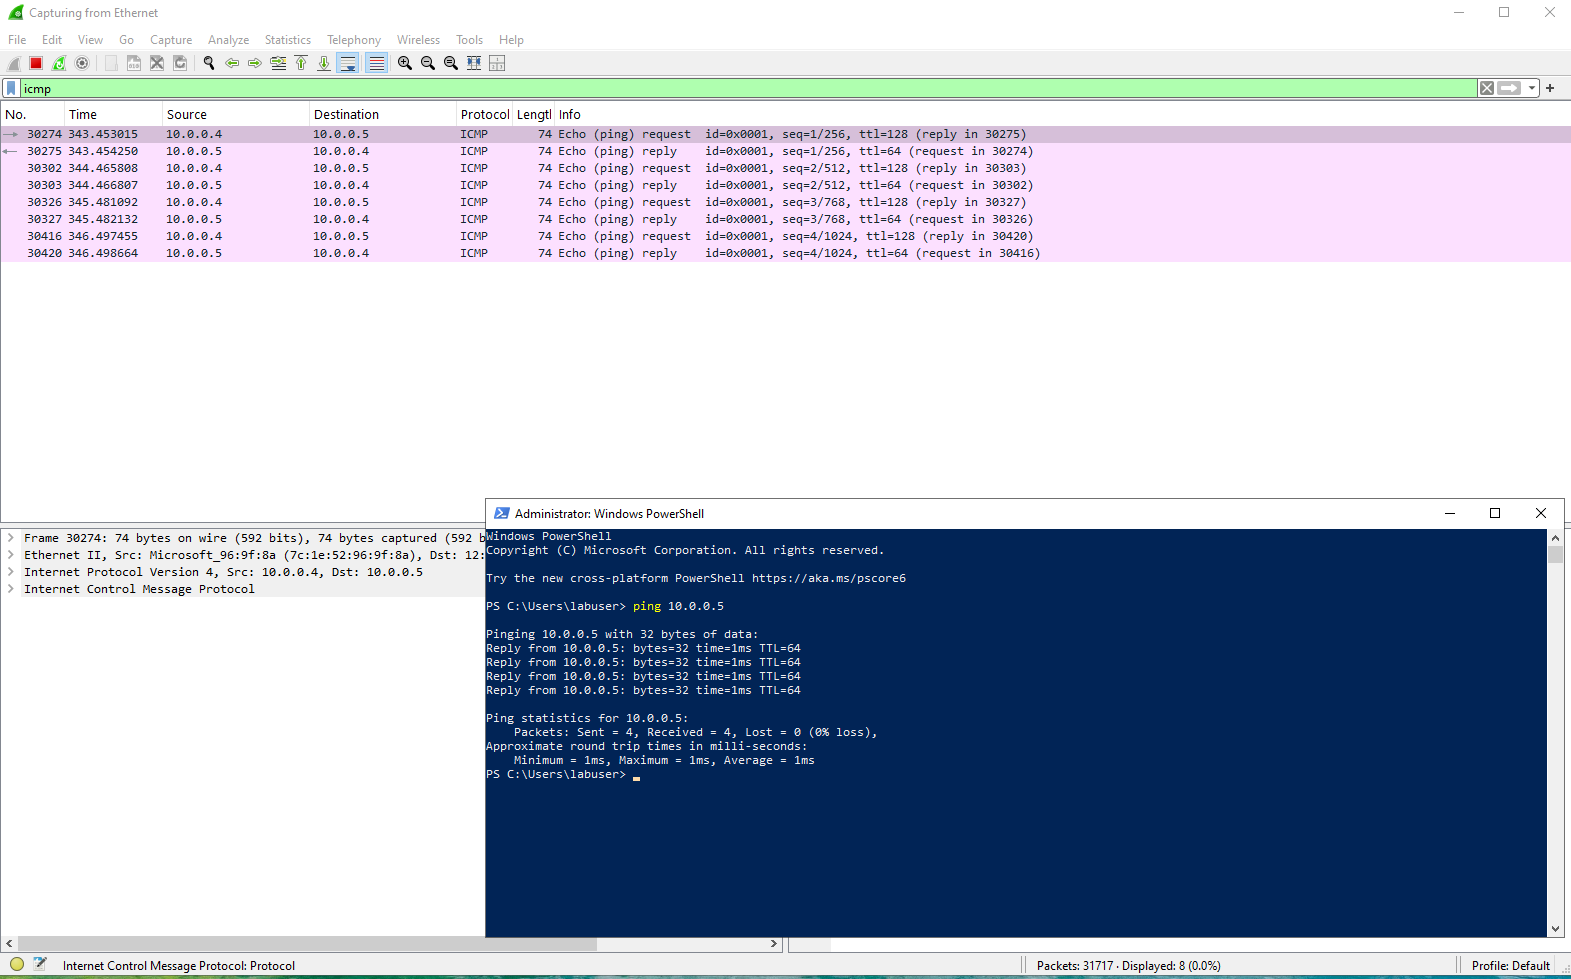 Capturing from Ethernet
File Edit View Go Capture Analyze Statistics Telephony Wireless Tools Help
icmp
No. Time Source Destination Protocol Lengtl Info
30274 343.453015 10.0.0.4 10.0.0.5 ICMP 74 Echo (ping) request id=0x0001, seq=1/256, ttl=128 (reply in 30275)
30275 343.454250 10.0.0.5 10.0.0.4 ICMP 74 Echo (ping) reply id=0x0001, seq=1/256, ttl=64 (request in 30274)
30302 344.465808 10.0.0.4 10.0.0.5 ICMP 74 Echo (ping) request id=0x0001, seq=2/512, ttl=128 (reply in 30303)
30303 344.466807 10.0.0.5 10.0.0.4 ICMP 74 Echo (ping) reply id=0x0001, seq=2/512, ttl=64 (request in 30302)
30326 345.481092 10.0.0.4 10.0.0.5 ICMP 74 Echo (ping) request id=0x0001, seq=3/768, ttl=128 (reply in 30327)
30327 345.482132 10.0.0.5 10.0.0.4 ICMP 74 Echo (ping) reply id=0x0001, seq=3/768, ttl=64 (request in 30326)
30416 346.497455 10.0.0.4 10.0.0.5 ICMP 74 Echo (ping) request id=0x0001, seq=4/1024, ttl=128 (reply in 30420)
30420 346.498664 10.0.0.5 10.0.0.4 ICMP 74 Echo (ping) reply id=0x0001, seq=4/1024, ttl=64 (request in 30416)
Frame 30274: 74 bytes on wire (592 bits), 74 bytes captured (592 b
Ethernet II, Src: Microsoft_96:9f:8a (7c:1e:52:96:9f:8a), Dst: 12:
Internet Protocol Version 4, Src: 10.0.0.4, Dst: 10.0.0.5
Internet Control Message Protocol
Administrator: Windows PowerShell
Windows PowerShell
Copyright (C) Microsoft Corporation. All rights reserved.
Try the new cross-platform PowerShell https://aka.ms/pscore6
PS C:\Users\labuser> ping 10.0.0.5
Pinging 10.0.0.5 with 32 bytes of data:
Reply from 10.0.0.5: bytes=32 time=1ms TTL=64
Reply from 10.0.0.5: bytes=32 time=1ms TTL=64
Reply from 10.0.0.5: bytes=32 time=1ms TTL=64
Reply from 10.0.0.5: bytes=32 time=1ms TTL=64
Ping statistics for 10.0.0.5:
Packets: Sent = 4, Received = 4, Lost = 0 (0% loss),
Approximate round trip times in milli-seconds:
Minimum = 1ms, Maximum = 1ms, Average = 1ms
PS C:\Users\labuser>
Internet Control Message Protocol: Protocol
Packets: 31717 · Displayed: 8 (0.0%)
Profile: Default